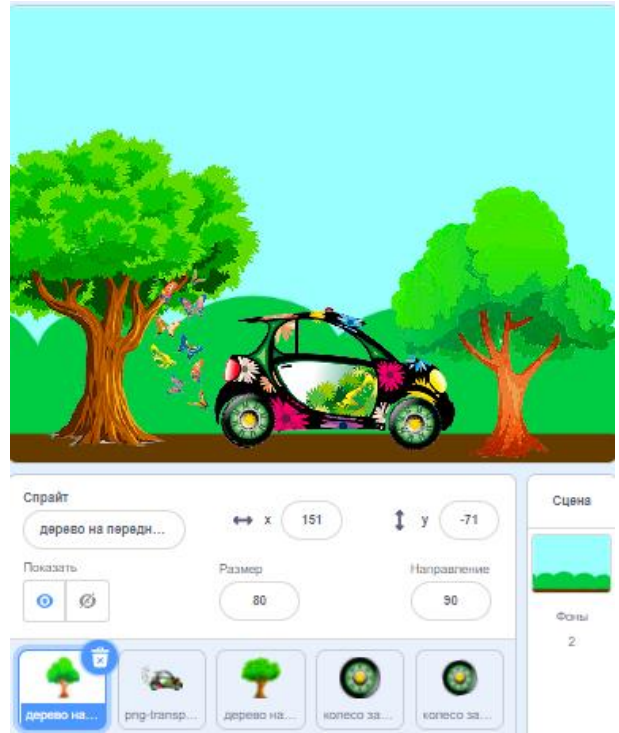 Спрайт
дерево на передн...
x 151
y -71
Показать
Размер
80
Направление
90
Сцена
Фоны
2
дерево на...
png-transp...
дерево на...
колесо за...
колесо за...